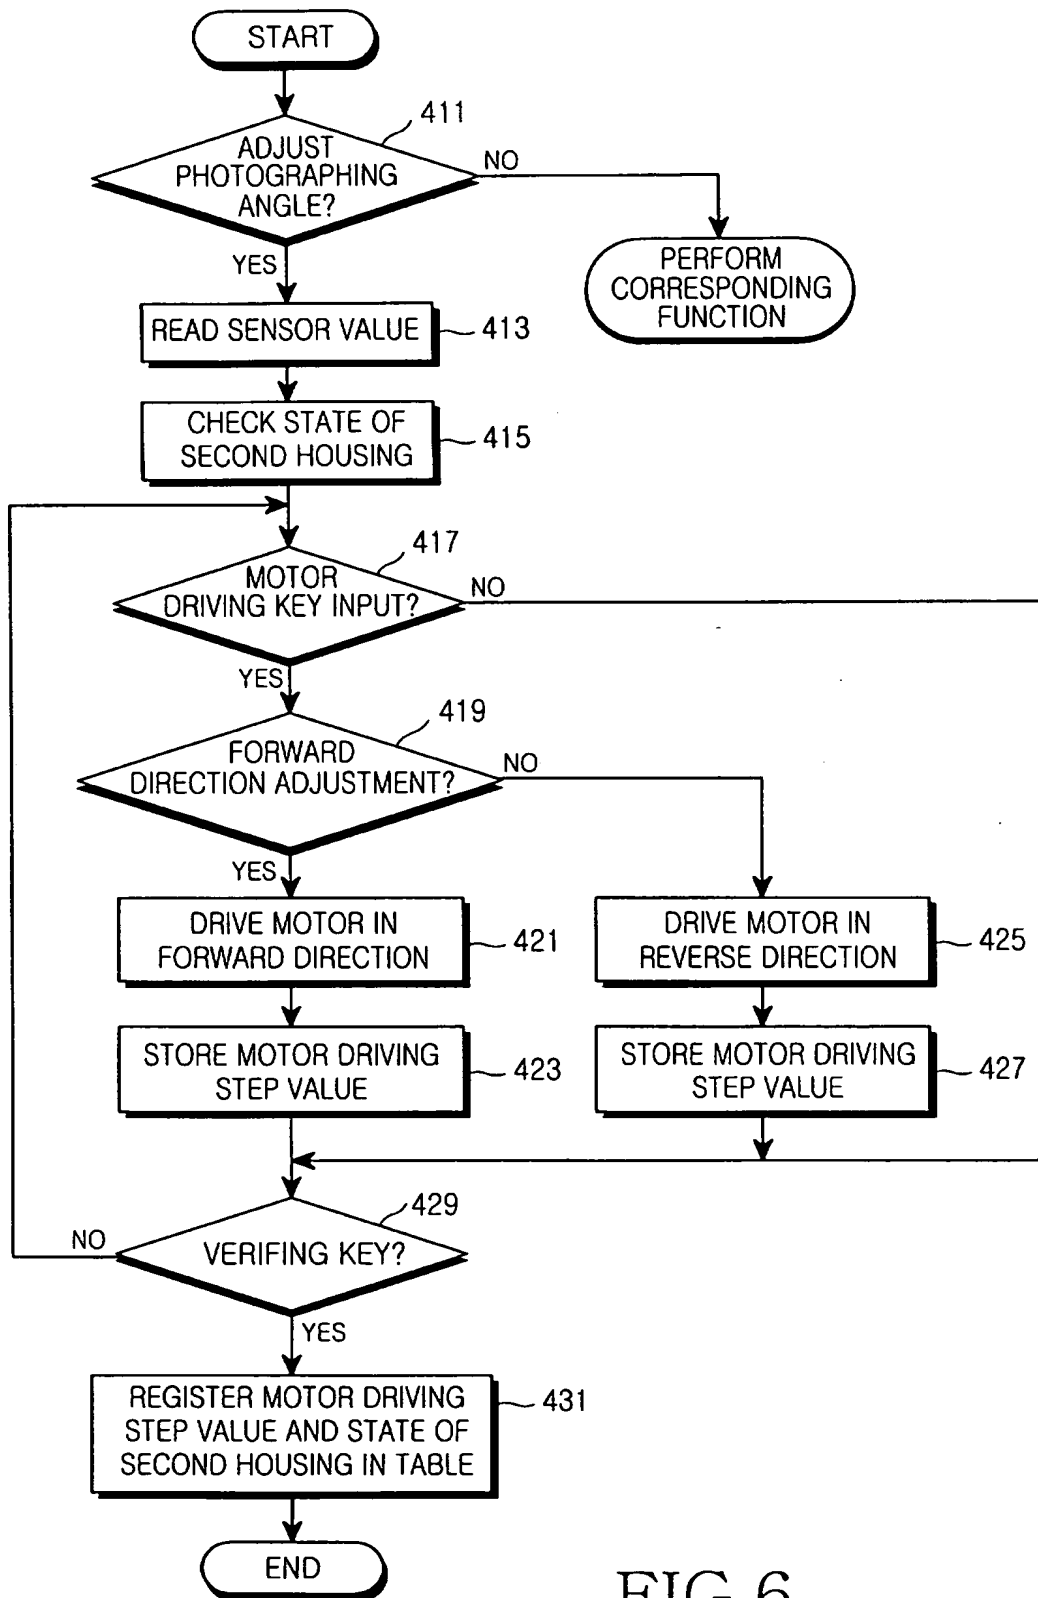 START
411
ADJUST
PHOTOGRAPHING
ANGLE?
NO
YES
PERFORM
CORRESPONDING
FUNCTION
READ SENSOR VALUE
413
CHECK STATE OF
SECOND HOUSING
415
417
MOTOR
DRIVING KEY INPUT?
NO
YES
419
FORWARD
DIRECTION ADJUSTMENT?
NO
YES
DRIVE MOTOR IN
FORWARD DIRECTION
421
DRIVE MOTOR IN
REVERSE DIRECTION
425
STORE MOTOR DRIVING
STEP VALUE
423
STORE MOTOR DRIVING
STEP VALUE
427
429
VERIFING KEY?
NO
YES
REGISTER MOTOR DRIVING
STEP VALUE AND STATE OF
SECOND HOUSING IN TABLE
431
END
FIG.6